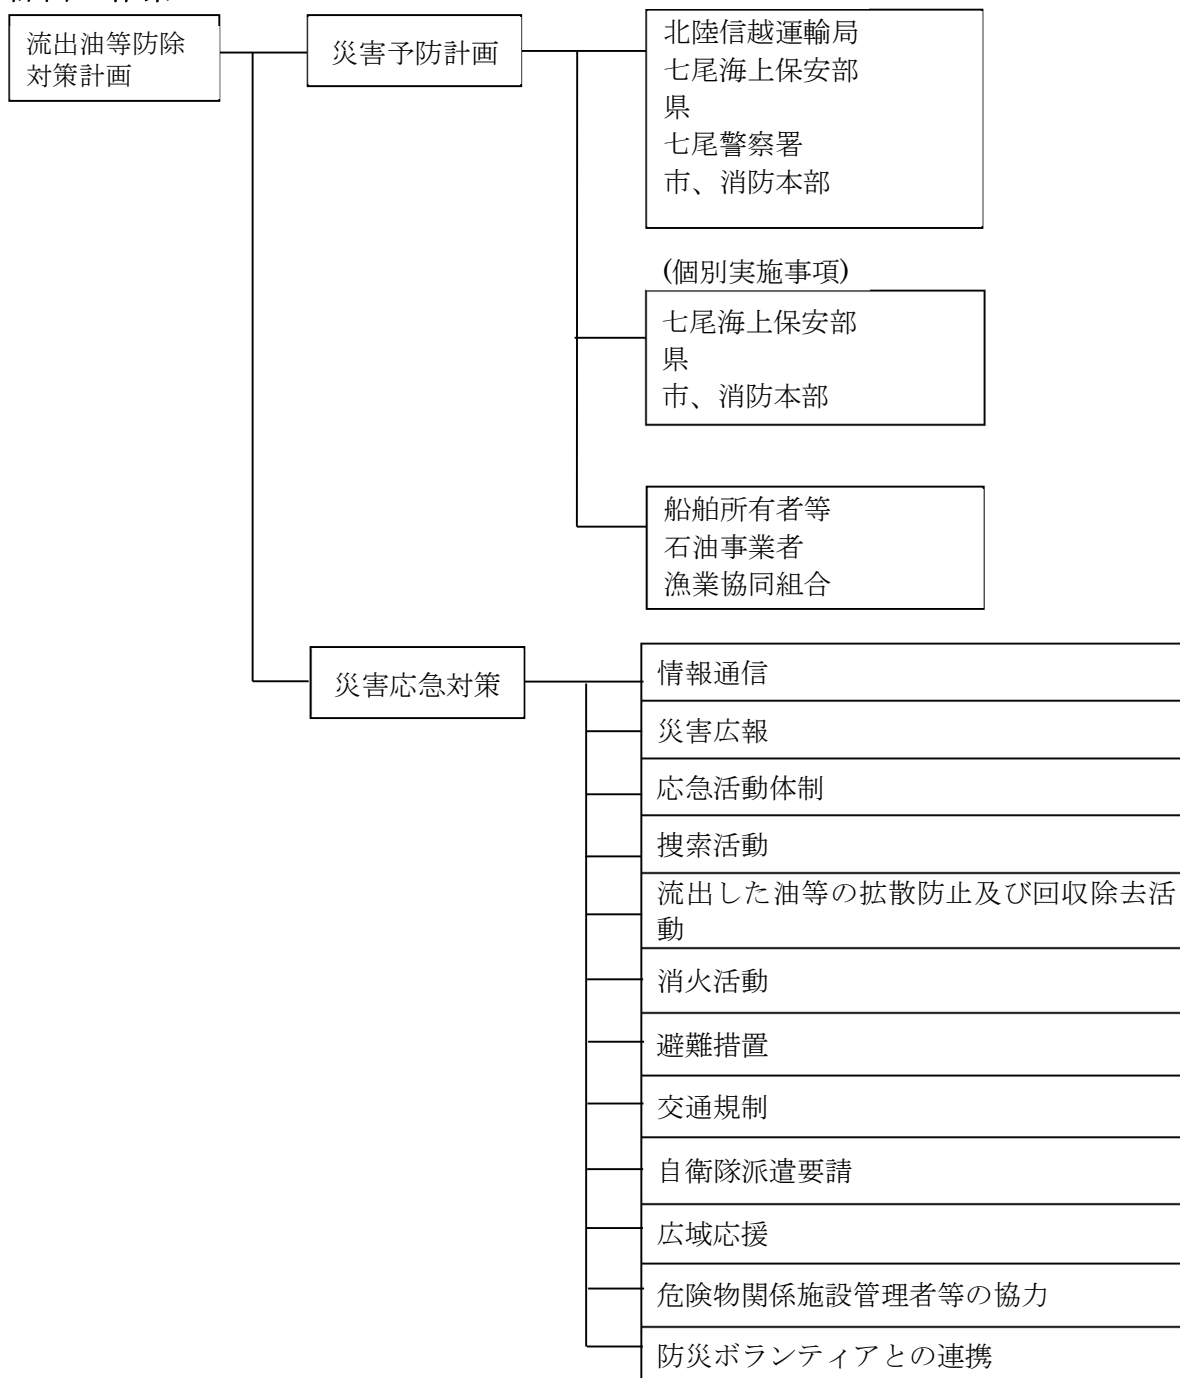 流出油等防除
対策計画
災害予防計画
北陸信越運輸局
七尾海上保安部
県
七尾警察署
市、消防本部
(個別実施事項)
七尾海上保安部
県
市、消防本部
船舶所有者等
石油事業者
漁業協同組合
災害応急対策
情報通信
災害広報
応急活動体制
捜索活動
流出した油等の拡散防止及び回収除去活
動
消火活動
避難措置
交通規制
自衛隊派遣要請
広域応援
危険物関係施設管理者等の協力
防災ボランティアとの連携